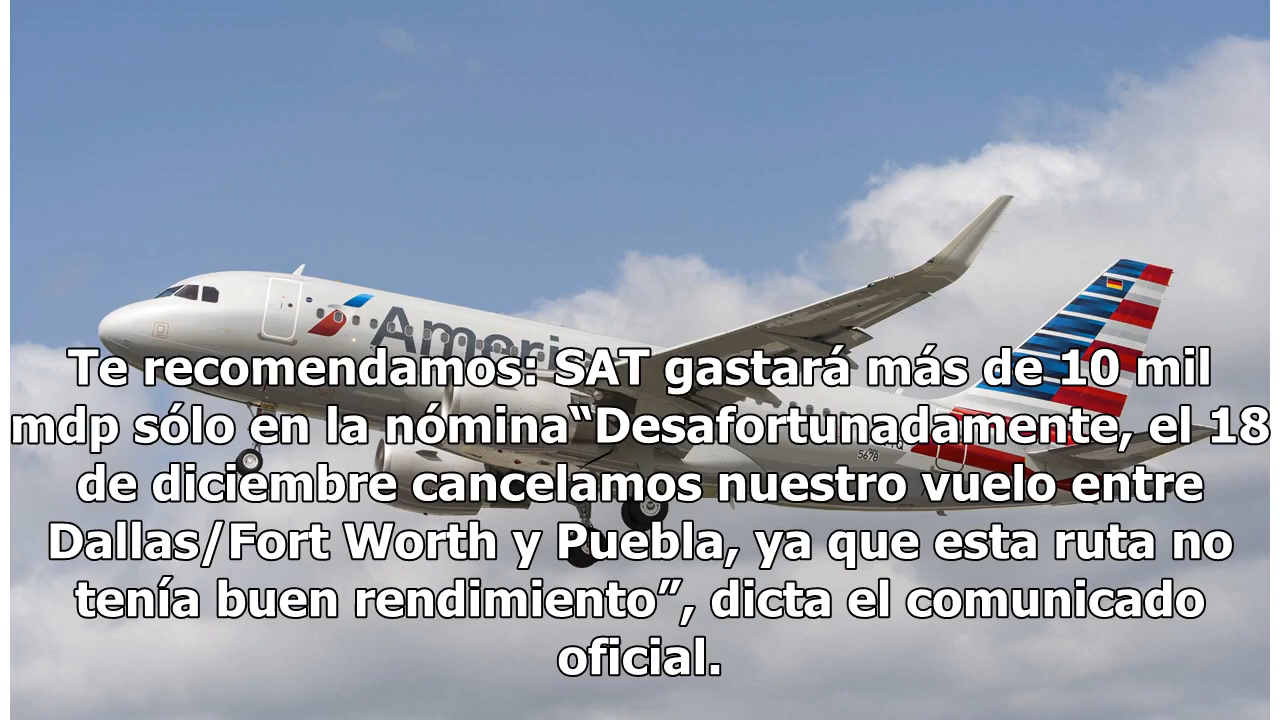 Ameri
Te recomendamos: SAT gastará más de 10 mil
mdp sólo en la nómina“Desafortunadamente, el 18
de diciembre cancelamos nuestro vuelo entre
5678
Dallas/Fort Worth y Puebla, ya que esta ruta no
tenía buen rendimiento”, dicta el comunicado
oficial.